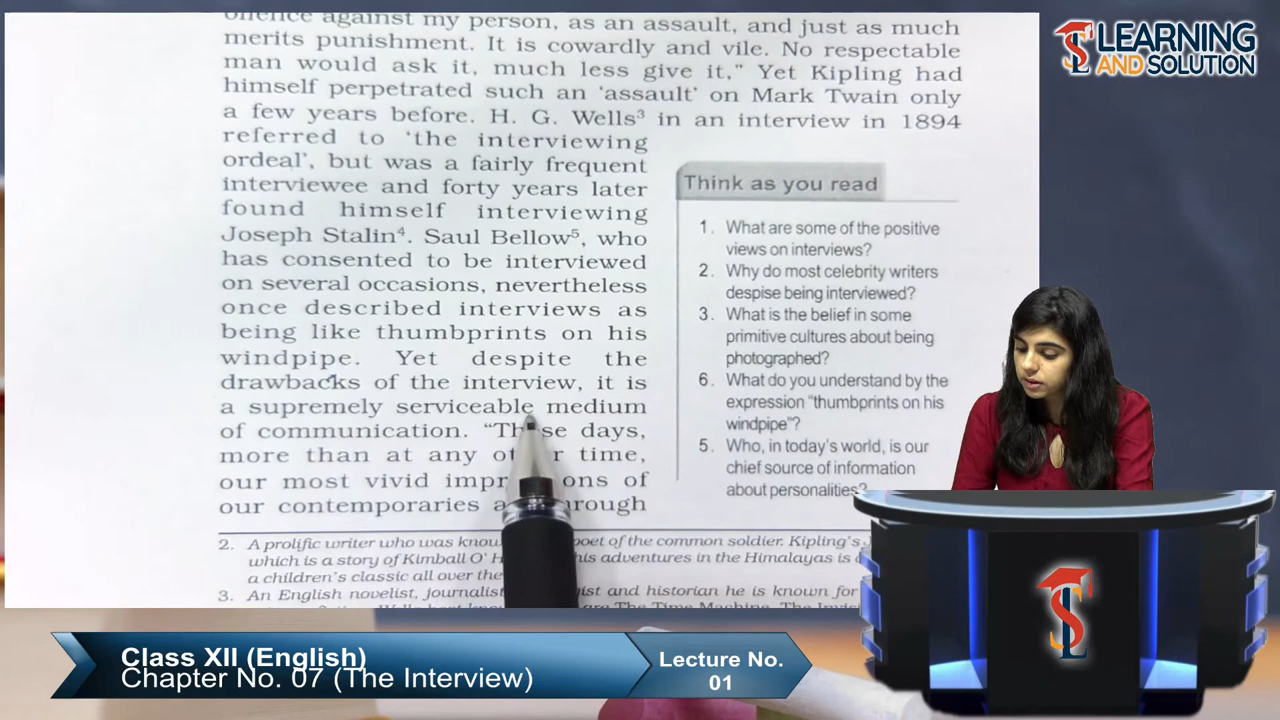 offence against my person, as an assault, and just as much
merits punishment. It is cowardly and vile. No respectable
man would ask it, much less give it," Yet Kipling had
himself perpetrated such an 'assault' on Mark Twain only
a few years before. H. G. Wells³ in an interview in 1894
referred to 'the interviewing
ordeal', but was a fairly frequent
interviewee and forty years later
found himself interviewing
Joseph Stalin⁴. Saul Bellow⁵, who
has consented to be interviewed
on several occasions, nevertheless
once described interviews as
being like thumbprints on his
windpipe. Yet despite the
drawbacks of the interview, it is
a supremely serviceable medium
of communication. "These days,
more than at any other time,
our most vivid impressions of
our contemporaries through
Think as you read
1. What are some of the positive
views on interviews?
2. Why do most celebrity writers
despise being interviewed?
3. What is the belief in some
primitive cultures about being
photographed?
6. What do you understand by the
expression "thumbprints on his
windpipe"?
5. Who, in today's world, is our
chief source of information
about personalities?
2. A prolific writer who was known poet of the common soldier. Kipling's
which is a story of Kimball O' his adventures in the Himalayas is
a children's classic all over the
3. An English novelist, journalist, and historian he is known for
LEARNING
AND SOLUTION
Class XII (English)
Chapter No. 07 (The Interview)
Lecture No.
01